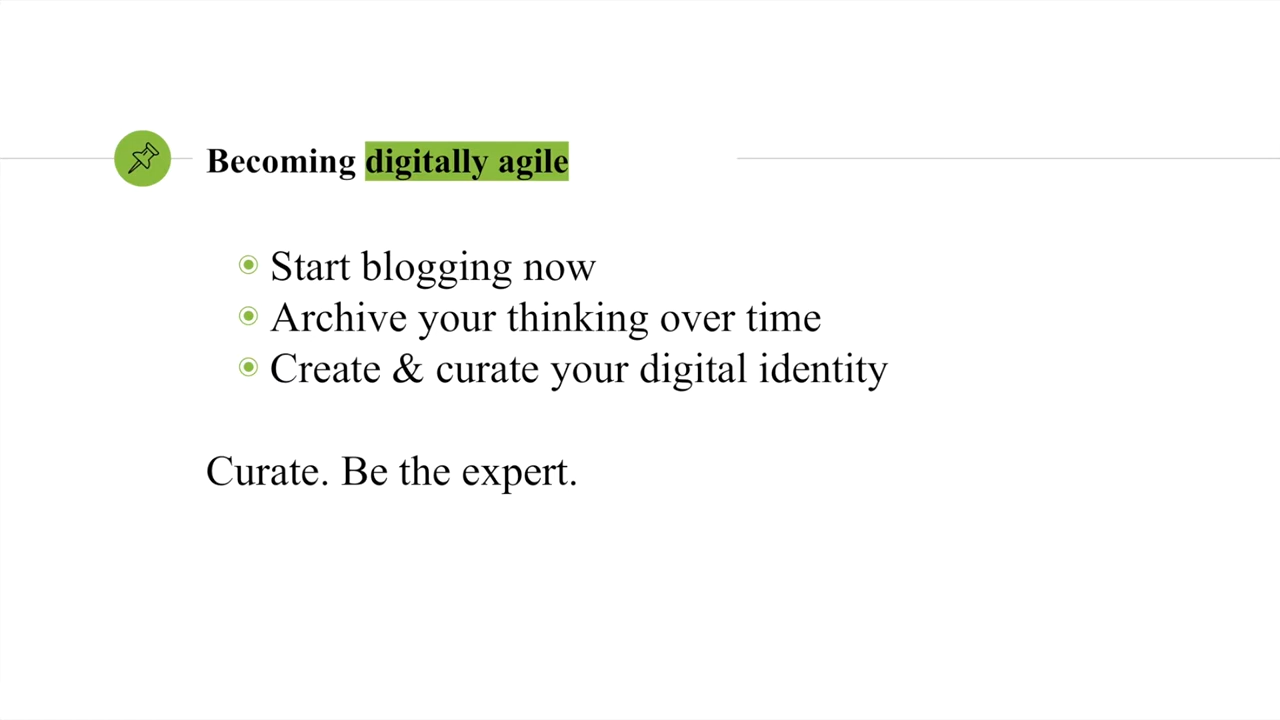 Becoming digitally agile
Start blogging now
Archive your thinking over time
Create & curate your digital identity
Curate. Be the expert.